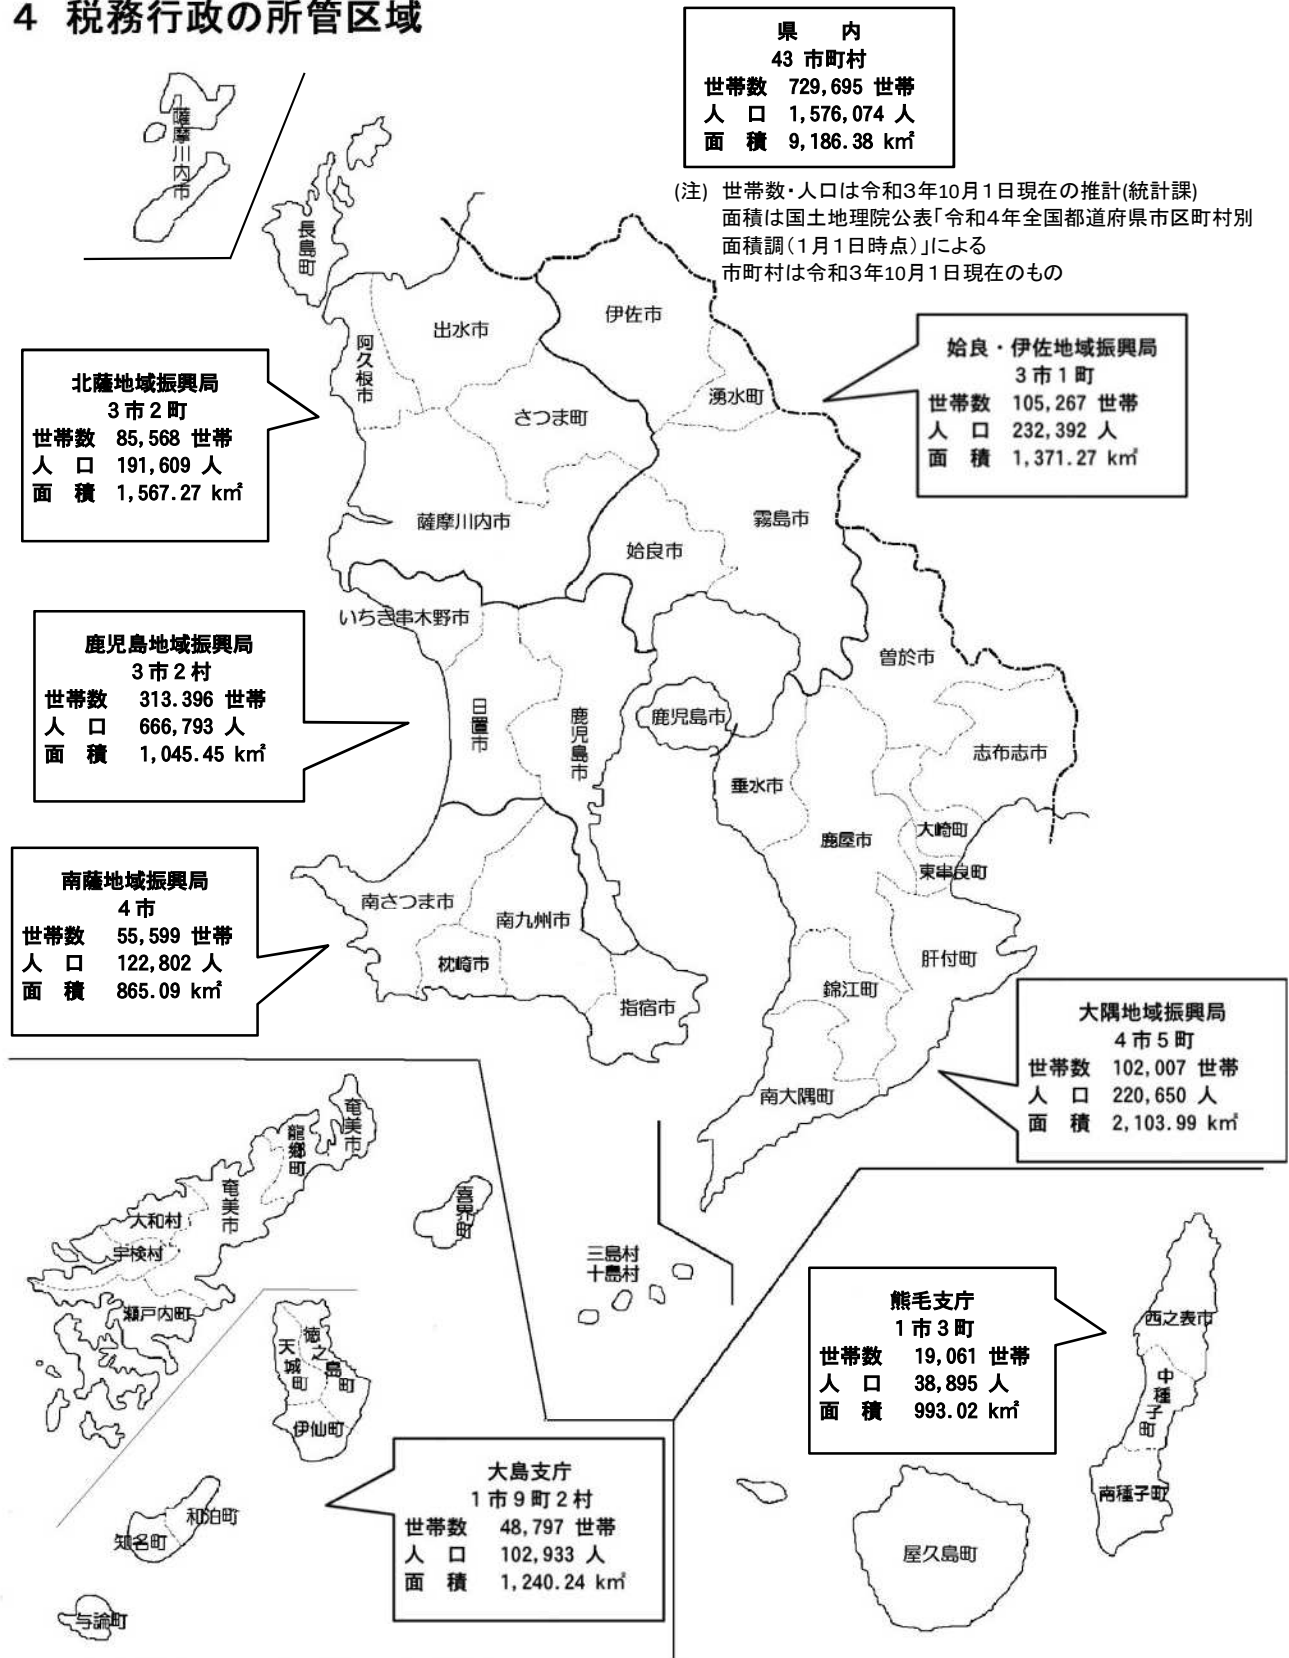 4 税務行政の所管区域
県 内
43 市町村
世帯数 729,695 世帯
人 口 1,576,074 人
面 積 9,186.38 k㎡
(注) 世帯数・人口は令和3年10月1日現在の推計(統計課)
面積は国土地理院公表「令和4年全国都道府県市区町村別
面積調(1月1日時点)」による
市町村は令和3年10月1日現在のもの
薩摩川内市
長島町
出水市
伊佐市
阿久根市
湧水町
さつま町
薩摩川内市
霧島市
姶良市
姶良・伊佐地域振興局
3市1町
世帯数 105,267 世帯
人 口 232,392 人
面 積 1,371.27 k㎡
北薩地域振興局
3市2町
世帯数 85,568 世帯
人 口 191,609 人
面 積 1,567.27 k㎡
いちき串木野市
曽於市
鹿児島地域振興局
3市2村
世帯数 313.396 世帯
人 口 666,793 人
面 積 1,045.45 k㎡
日置市
鹿児島市
鹿児島市
志布志市
垂水市
鹿屋市
大崎町
東串良町
南薩地域振興局
4市
世帯数 55,599 世帯
人 口 122,802 人
面 積 865.09 k㎡
南さつま市
南九州市
枕崎市
指宿市
肝付町
錦江町
南大隅町
大隅地域振興局
4市5町
世帯数 102,007 世帯
人 口 220,650 人
面 積 2,103.99 k㎡
奄美市
龍郷町
奄美市
大和村
宇検村
瀬戸内町
喜界町
三島村
十島村
天城町
徳之島町
伊仙町
和泊町
知名町
与論町
熊毛支庁
1市3町
世帯数 19,061 世帯
人 口 38,895 人
面 積 993.02 k㎡
西之表市
中種子町
南種子町
屋久島町
大島支庁
1市9町2村
世帯数 48,797 世帯
人 口 102,933 人
面 積 1,240.24 k㎡